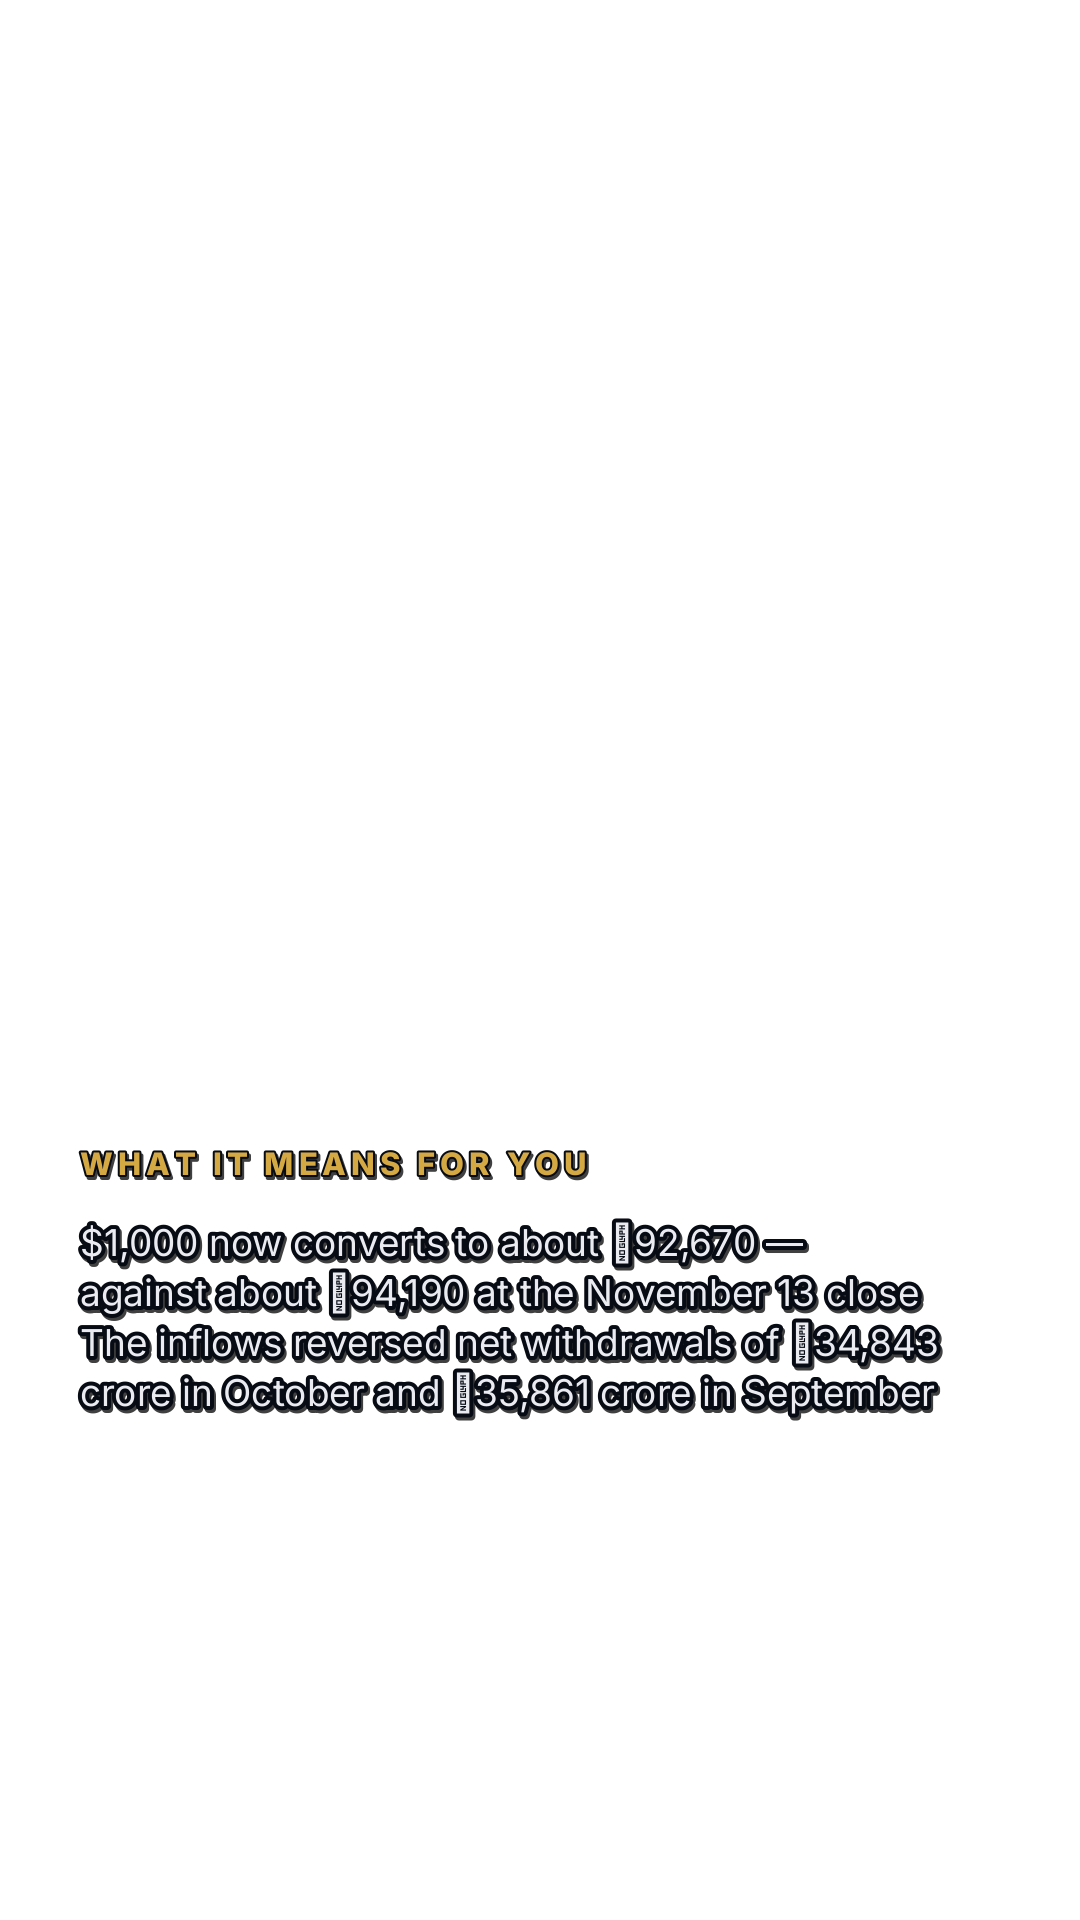 WHAT IT MEANS FOR YOU
$1,000 now converts to about 92,670 —
against about 94,190 at the November 13 close
The inflows reversed net withdrawals of 34,843
crore in October and 35,861 crore in September